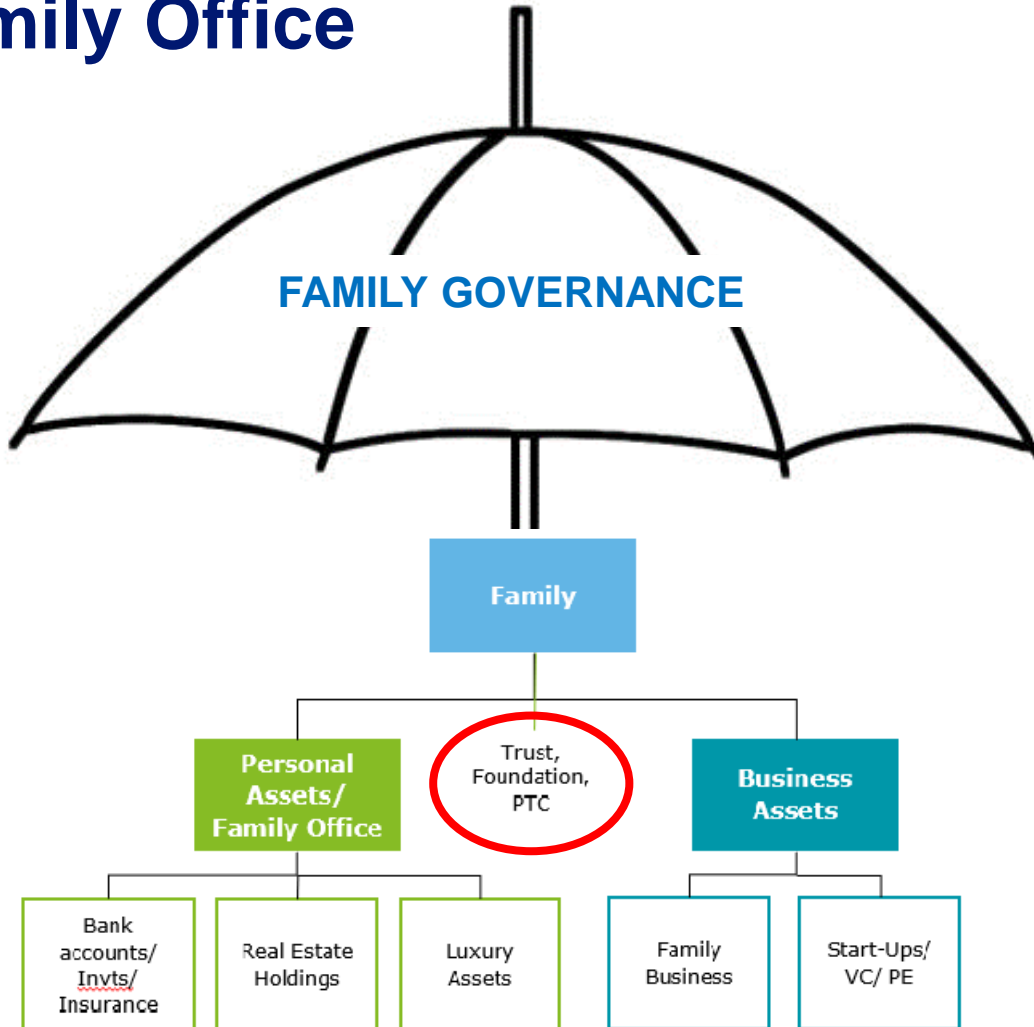 mily Office
FAMILY GOVERNANCE
Family
Personal
Assets/
Family Office
Trust,
Foundation,
PTC
Business
Assets
Bank
accounts/
Invts/
Insurance
Real Estate
Holdings
Luxury
Assets
Family
Business
Start-Ups/
VC/ PE